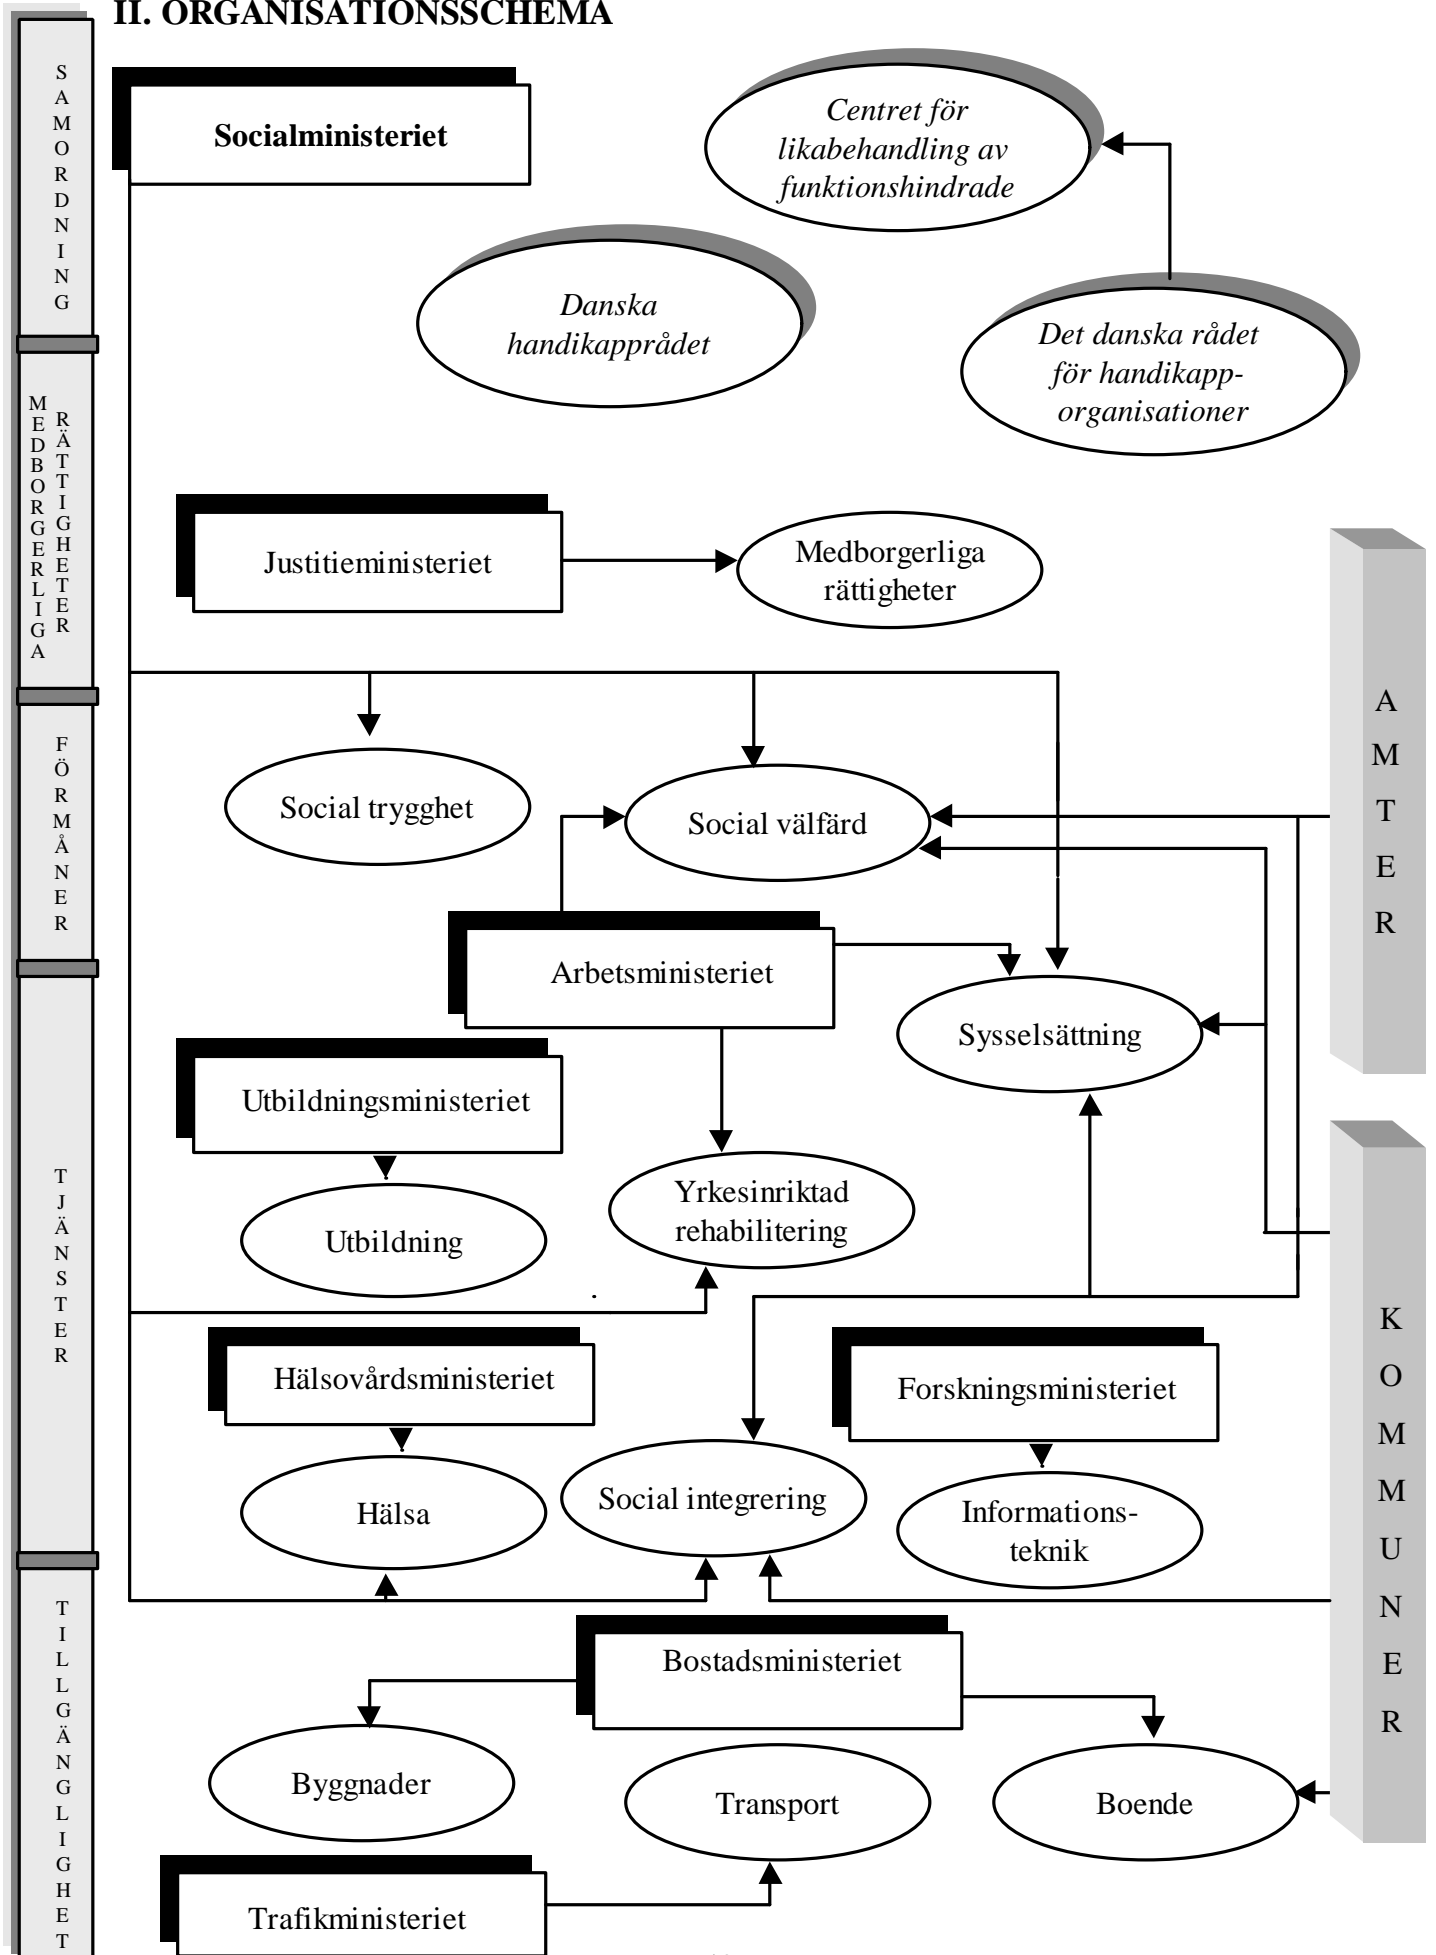 II. ORGANISATIONSSCHEMA
SAMORDNING
Socialministeriet
Centret för
likabehandling av
funktionshindrade
Danska
handikapprådet
Det danska rådet
för handikapp-
organisationer
MEDBORGERLIGA
RÄTTIGHETER
Justitieministeriet
Medborgerliga
rättigheter
AMTER
FÖRMÅNER
Social trygghet
Social välfärd
Arbetsministeriet
Sysselsättning
TJÄNSTER
Utbildningsministeriet
Utbildning
Yrkesinriktad
rehabilitering
KOMMUNER
Hälsovårdsministeriet
Forskningsministeriet
Hälsa
Social integrering
Informations-
teknik
TILLGÄNGLIGHET
Bostadsministeriet
Byggnader
Transport
Boende
Trafikministeriet